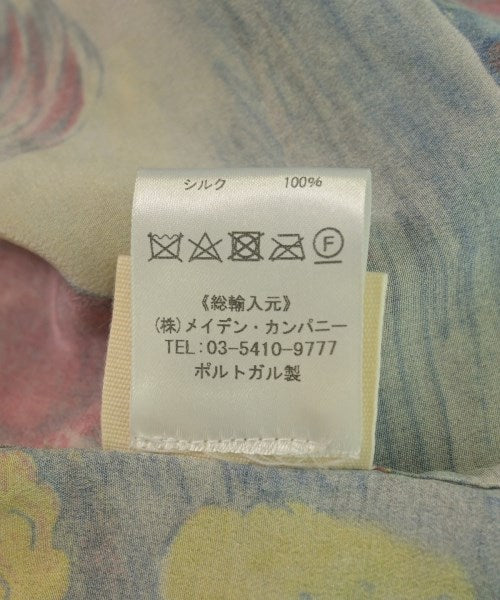 シルク 100%
F
《総輸入元》
(株)メイデン・カンパニー
TEL: 03-5410-9777
ポルトガル製